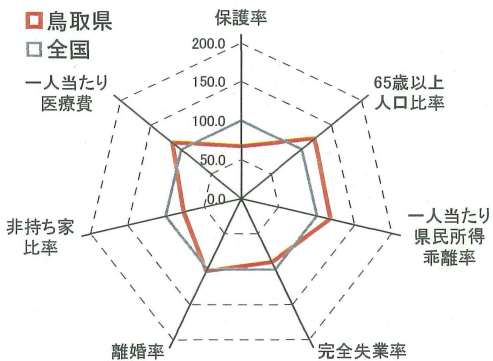 鳥取県
全国
保護率
200.0
150.0
100.0
50.0
0.0
65歳以上
人口比率
一人当たり
県民所得
乖離率
完全失業率
離婚率
非持ち家
比率
一人当たり
医療費